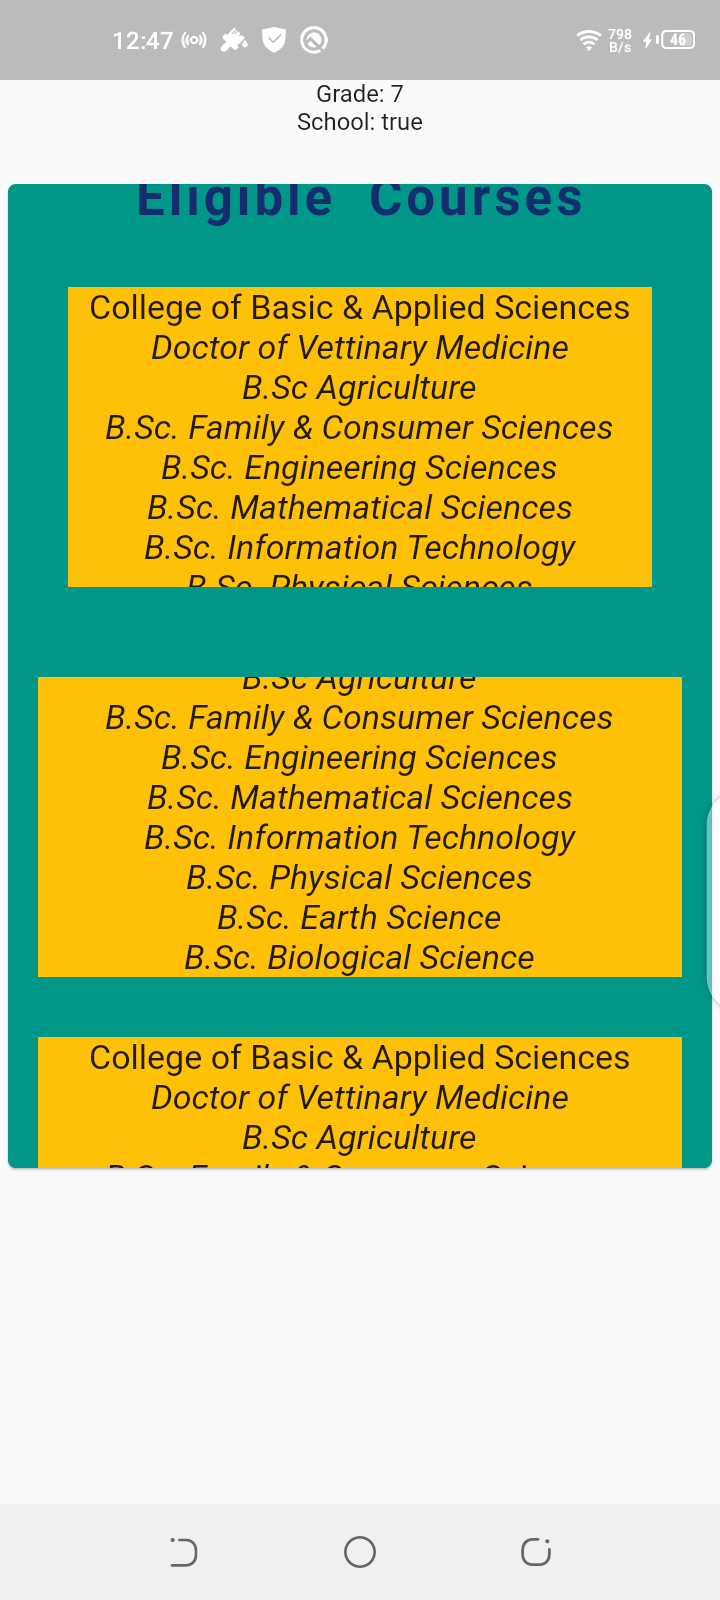 12:47
798
B/s
46
Grade: 7
School: true
Eligible Courses
College of Basic & Applied Sciences
Doctor of Vettinary Medicine
B.Sc Agriculture
B.Sc. Family & Consumer Sciences
B.Sc. Engineering Sciences
B.Sc. Mathematical Sciences
B.Sc. Information Technology
B.Sc. Physical Sciences
B.Sc Agriculture
B.Sc. Family & Consumer Sciences
B.Sc. Engineering Sciences
B.Sc. Mathematical Sciences
B.Sc. Information Technology
B.Sc. Physical Sciences
B.Sc. Earth Science
B.Sc. Biological Science
College of Basic & Applied Sciences
Doctor of Vettinary Medicine
B.Sc Agriculture